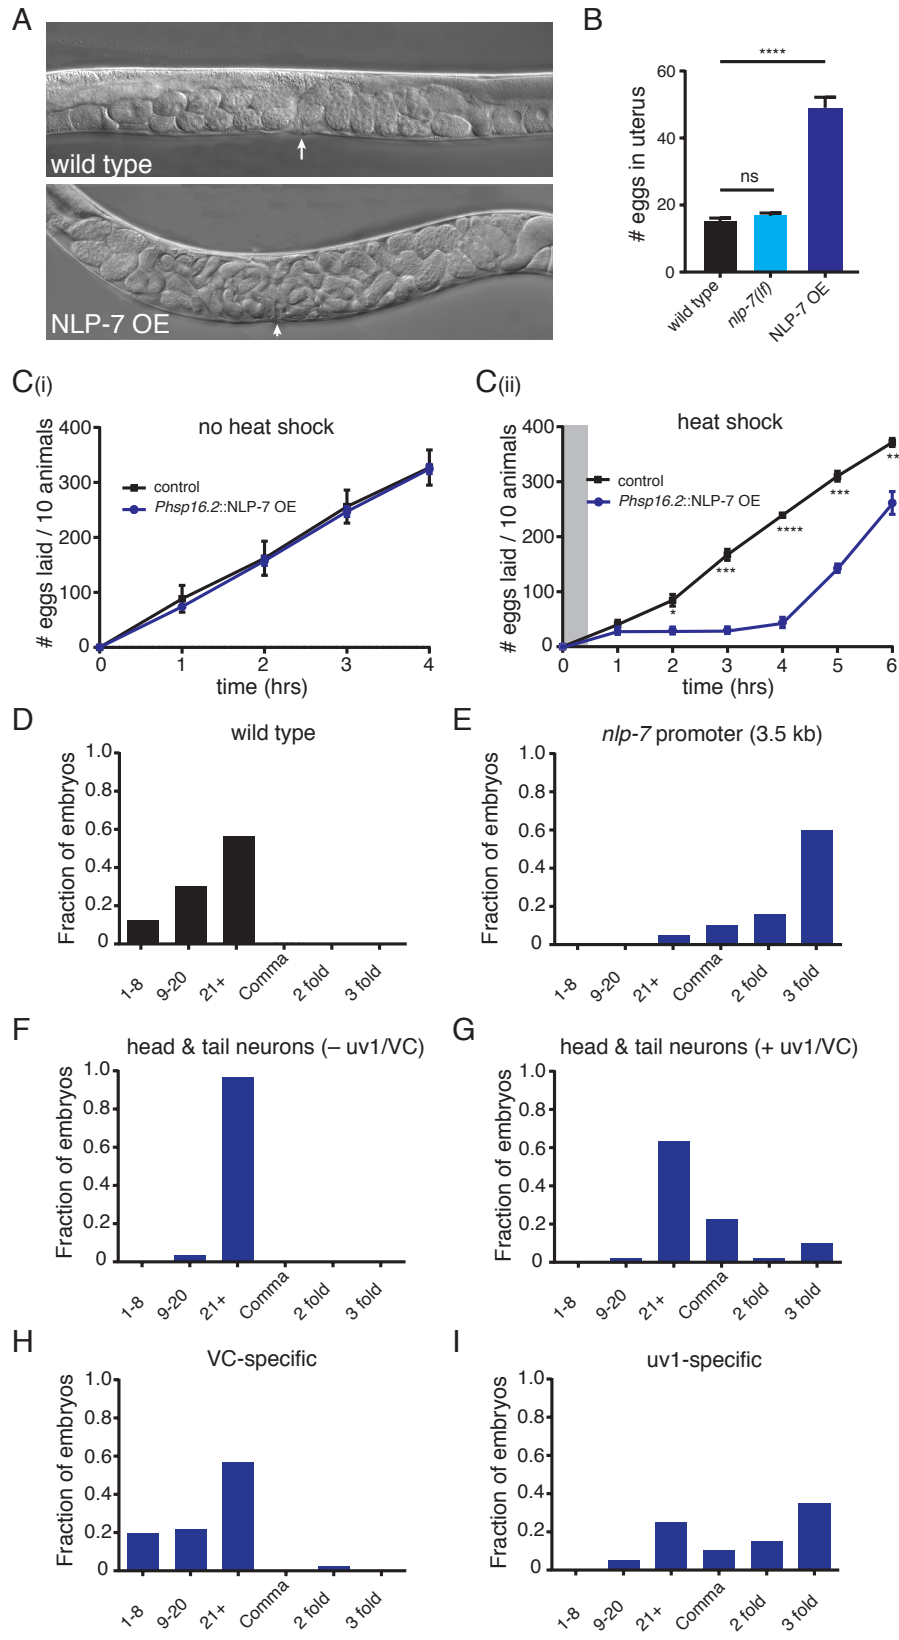 A
wild type
NLP-7 OE
B
# eggs in uterus
60
40
20
0
****
ns
wild type
nlp-7(lf)
NLP-7 OE
C(i)
no heat shock
# eggs laid / 10 animals
400
300
200
100
0
control
Phsp16.2::NLP-7 OE
0 1 2 3 4
time (hrs)
C(ii)
heat shock
# eggs laid / 10 animals
400
300
200
100
0
control
Phsp16.2::NLP-7 OE
*
***
****
***
**
0 1 2 3 4 5 6
time (hrs)
D
wild type
Fraction of embryos
1.0
0.8
0.6
0.4
0.2
0
1-8 9-20 21+ Comma 2 fold 3 fold
E
nlp-7 promoter (3.5 kb)
Fraction of embryos
1.0
0.8
0.6
0.4
0.2
0
1-8 9-20 21+ Comma 2 fold 3 fold
F
head & tail neurons (– uv1/VC)
Fraction of embryos
1.0
0.8
0.6
0.4
0.2
0
1-8 9-20 21+ Comma 2 fold 3 fold
G
head & tail neurons (+ uv1/VC)
Fraction of embryos
1.0
0.8
0.6
0.4
0.2
0
1-8 9-20 21+ Comma 2 fold 3 fold
H
VC-specific
Fraction of embryos
1.0
0.8
0.6
0.4
0.2
0
1-8 9-20 21+ Comma 2 fold 3 fold
I
uv1-specific
Fraction of embryos
1.0
0.8
0.6
0.4
0.2
0
1-8 9-20 21+ Comma 2 fold 3 fold